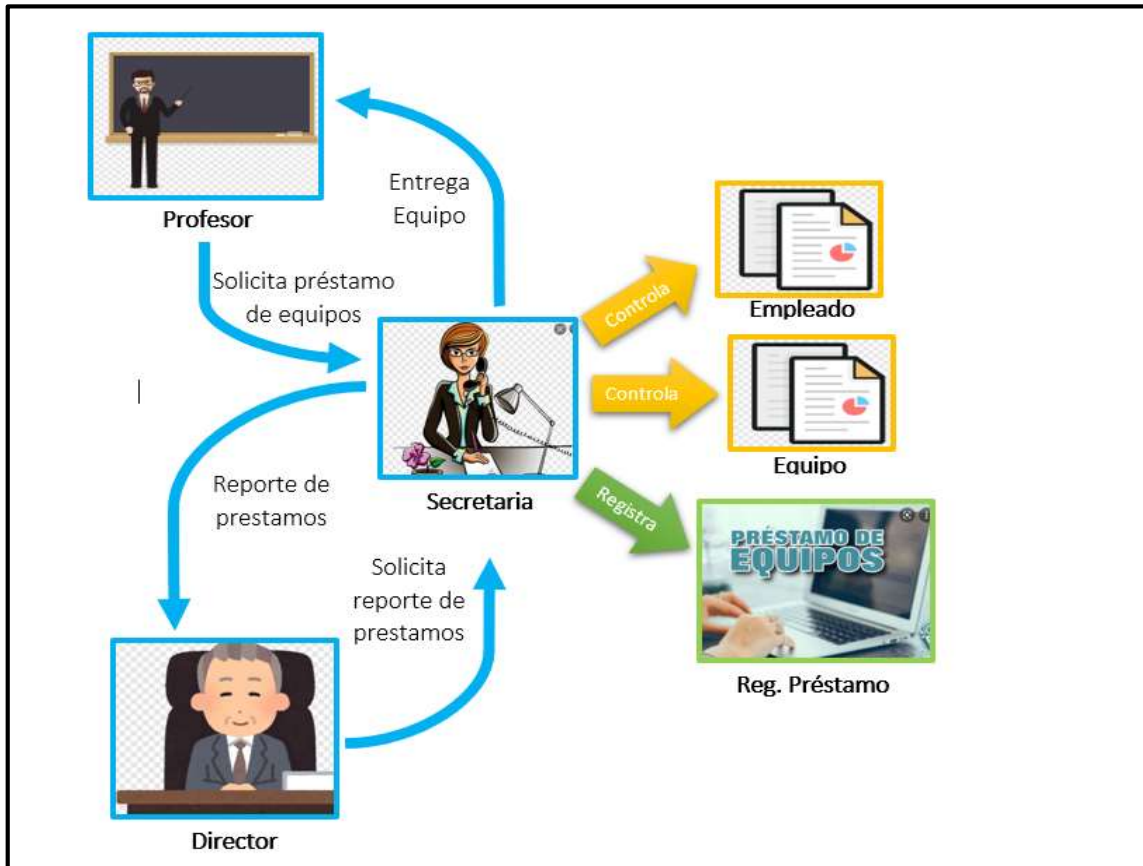 Profesor
Entrega
Equipo
Solicita préstamo
de equipos
Controla
Empleado
Controla
Equipo
Secretaria
Registra
PRÉSTAMO DE
EQUIPOS
Reg. Préstamo
Reporte de
prestamos
Solicita
reporte de
prestamos
Director